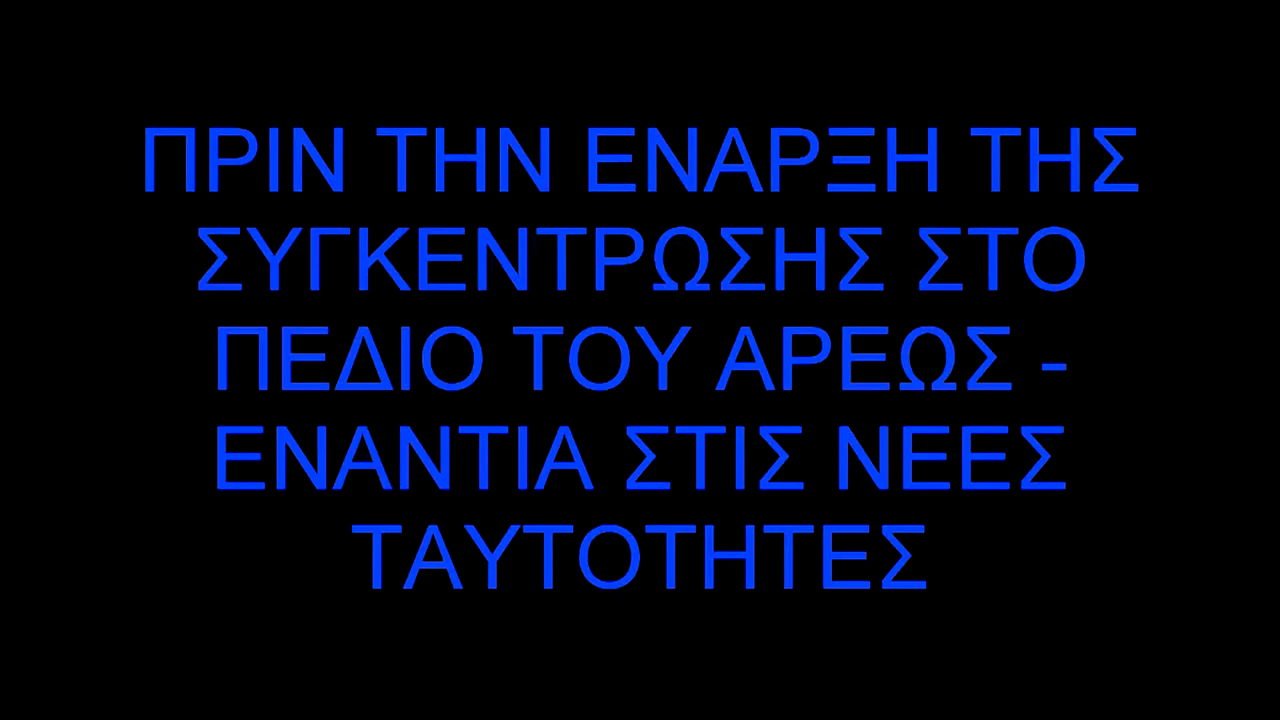 ΠΡΙΝ ΤΗΝ ΕΝΑΡΞΗ ΤΗΣ
ΣΥΓΚΕΝΤΡΩΣΗΣ ΣΤΟ
ΠΕΔΙΟ ΤΟΥ ΑΡΕΩΣ -
ΕΝΑΝΤΙΑ ΣΤΙΣ ΝΕΕΣ
ΤΑΥΤΟΤΗΤΕΣ